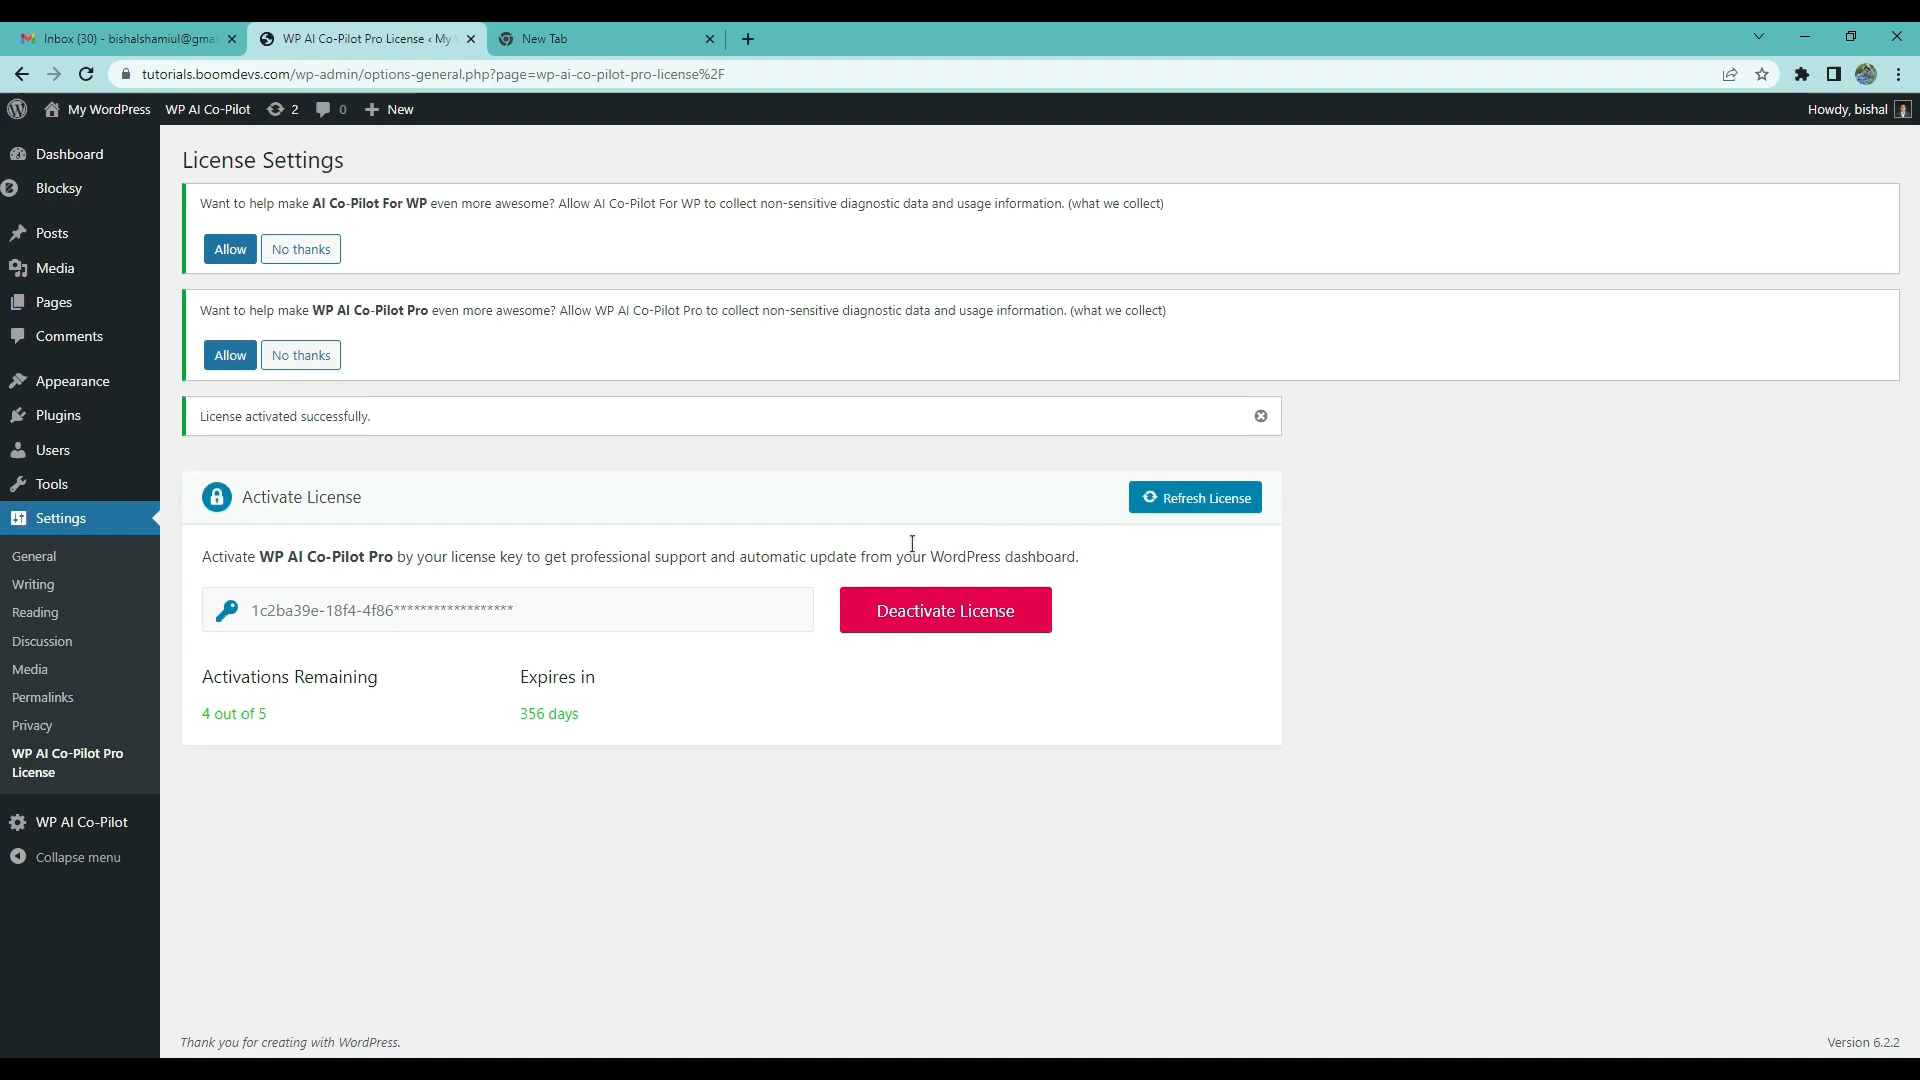 Inbox (30) - bishalshamiul@gma
WP AI Co-Pilot Pro License ‹ My
New Tab
tutorials.boomdevs.com/wp-admin/options-general.php?page=wp-ai-co-pilot-pro-license%2F
My WordPress
WP AI Co-Pilot
2
0
New
Howdy, bishal
Dashboard
Blocksy
Posts
Media
Pages
Comments
Appearance
Plugins
Users
Tools
Settings
General
Writing
Reading
Discussion
Media
Permalinks
Privacy
WP AI Co-Pilot Pro
License
WP AI Co-Pilot
Collapse menu
License Settings
Want to help make AI Co-Pilot For WP even more awesome? Allow AI Co-Pilot For WP to collect non-sensitive diagnostic data and usage information. (what we collect)
Allow
No thanks
Want to help make WP AI Co-Pilot Pro even more awesome? Allow WP AI Co-Pilot Pro to collect non-sensitive diagnostic data and usage information. (what we collect)
Allow
No thanks
License activated successfully.
Activate License
Refresh License
Activate WP AI Co-Pilot Pro by your license key to get professional support and automatic update from your WordPress dashboard.
1c2ba39e-18f4-4f86******************
Deactivate License
Activations Remaining
Expires in
4 out of 5
356 days
Thank you for creating with WordPress.
Version 6.2.2